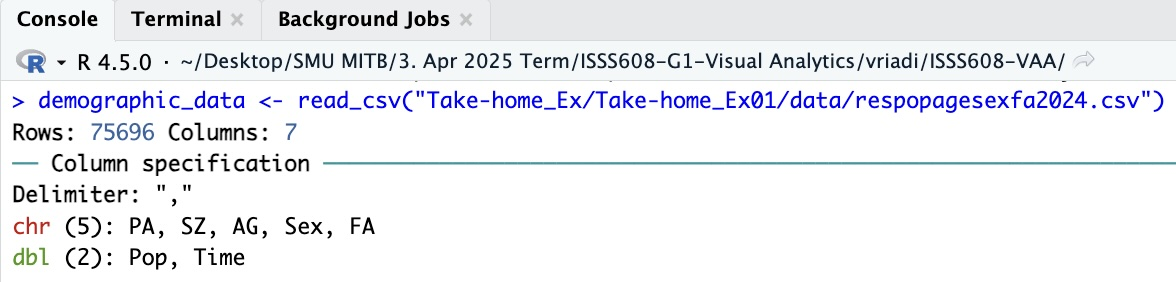 Console Terminal × Background Jobs ×
R R 4.5.0 · ~/Desktop/SMU MITB/3. Apr 2025 Term/ISSS608-G1-Visual Analytics/vriadi/ISSS608-VAA/
> demographic_data <- read_csv("Take-home_Ex/Take-home_Ex01/data/respopagesexfa2024.csv")
Rows: 75696 Columns: 7
── Column specification ────────────────────────
Delimiter: ","
chr (5): PA, SZ, AG, Sex, FA
dbl (2): Pop, Time